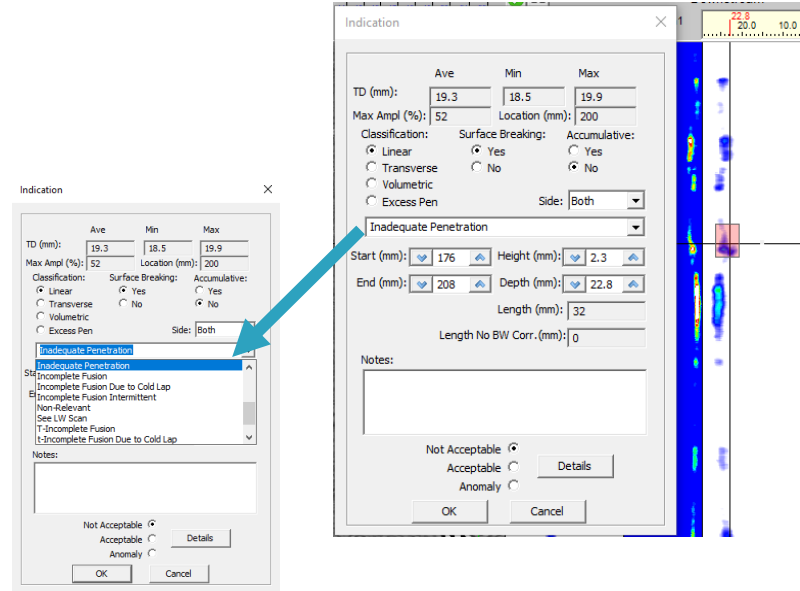 Indication
Ave Min Max
TD (mm): 19.3 18.5 19.9
Max Ampl (%): 52 Location (mm): 200
Classification: Surface Breaking: Accumulative:
Linear Yes Yes
Transverse No No
Volumetric
Excess Pen Side: Both
Inadequate Penetration
Inadequate Penetration
Incomplete Fusion
Incomplete Fusion Due to Cold Lap
Incomplete Fusion Intermittent
Non-Relevant
See LW Scan
T-Incomplete Fusion
t-Incomplete Fusion Due to Cold Lap
Notes:
Not Acceptable
Acceptable Details
Anomaly
OK Cancel
Indication
Ave Min Max
TD (mm): 19.3 18.5 19.9
Max Ampl (%): 52 Location (mm): 200
Classification: Surface Breaking: Accumulative:
Linear Yes Yes
Transverse No No
Volumetric
Excess Pen Side: Both
Inadequate Penetration
Start (mm): 176 Height (mm): 2.3
End (mm): 208 Depth (mm): 22.8
Length (mm): 32
Length No BW Corr.(mm): 0
Notes:
Not Acceptable
Acceptable Details
Anomaly
OK Cancel
22.8
20.0 10.0